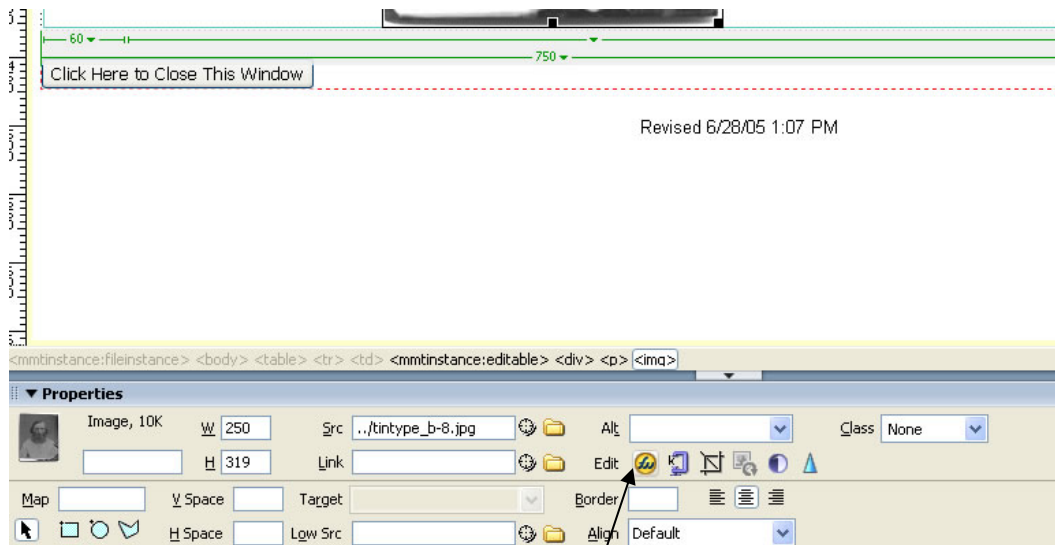 60
750
Click Here to Close This Window
Revised 6/28/05 1:07 PM
<mmtinstance:fileinstance> <body> <table> <tr> <td> <mmtinstance:editable> <div> <p> <img>
Properties
Image, 10K W 250 Src ../tintype_b-8.jpg Alt Class None
H 319 Link Edit
Map V Space Target Border
H Space Low Src Align Default